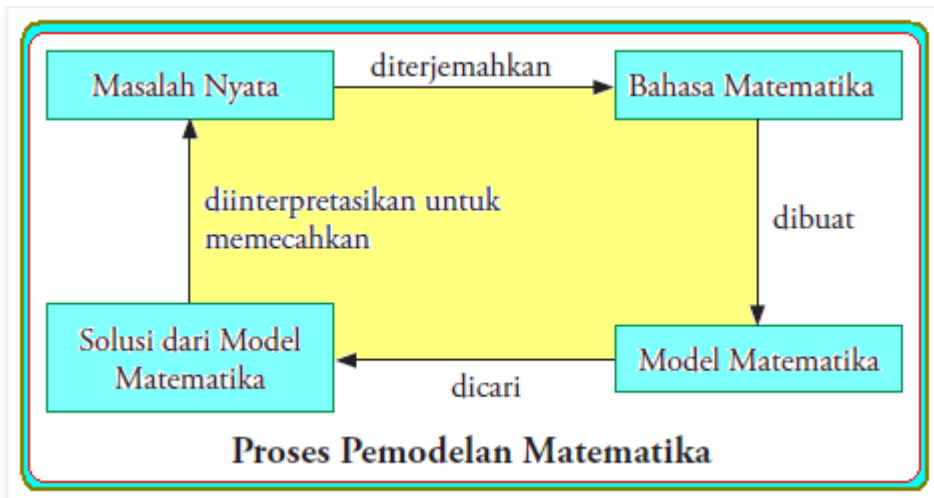 Masalah Nyata
diterjemahkan
Bahasa Matematika
diinterpretasikan untuk
memecahkan
dibuat
Solusi dari Model
Matematika
dicari
Model Matematika
Proses Pemodelan Matematika